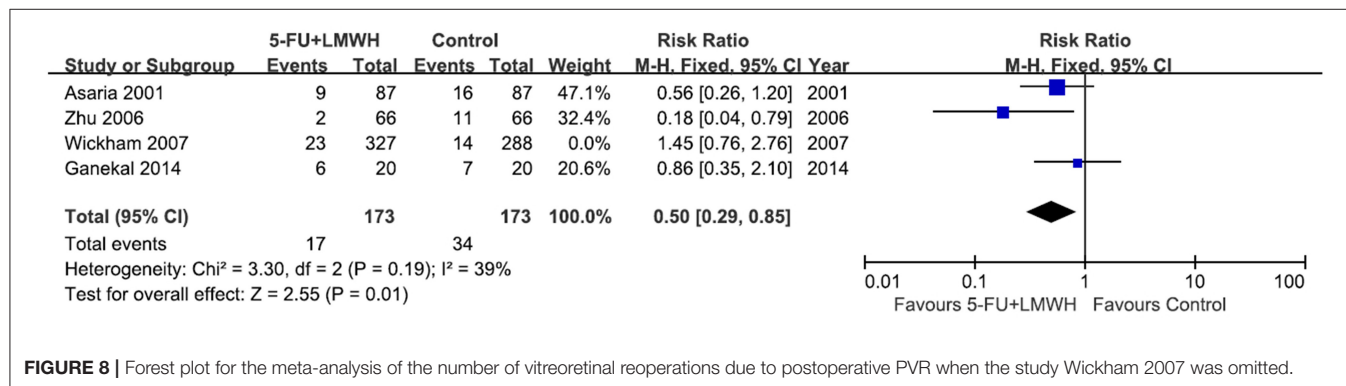 5-FU+LMWH Control Risk Ratio Risk Ratio
Study or Subgroup Events Total Events Total Weight M-H. Fixed. 95% CI Year M-H. Fixed. 95% CI
Asaria 2001 9 87 16 87 47.1% 0.56 [0.26, 1.20] 2001
Zhu 2006 2 66 11 66 32.4% 0.18 [0.04, 0.79] 2006
Wickham 2007 23 327 14 288 0.0% 1.45 [0.76, 2.76] 2007
Ganekal 2014 6 20 7 20 20.6% 0.86 [0.35, 2.10] 2014
Total (95% CI) 173 173 100.0% 0.50 [0.29, 0.85]
Total events 17 34
Heterogeneity: Chi² = 3.30, df = 2 (P = 0.19); I² = 39%
Test for overall effect: Z = 2.55 (P = 0.01)
0.01 0.1 1 10 100
Favours 5-FU+LMWH Favours Control
FIGURE 8 | Forest plot for the meta-analysis of the number of vitreoretinal reoperations due to postoperative PVR when the study Wickham 2007 was omitted.